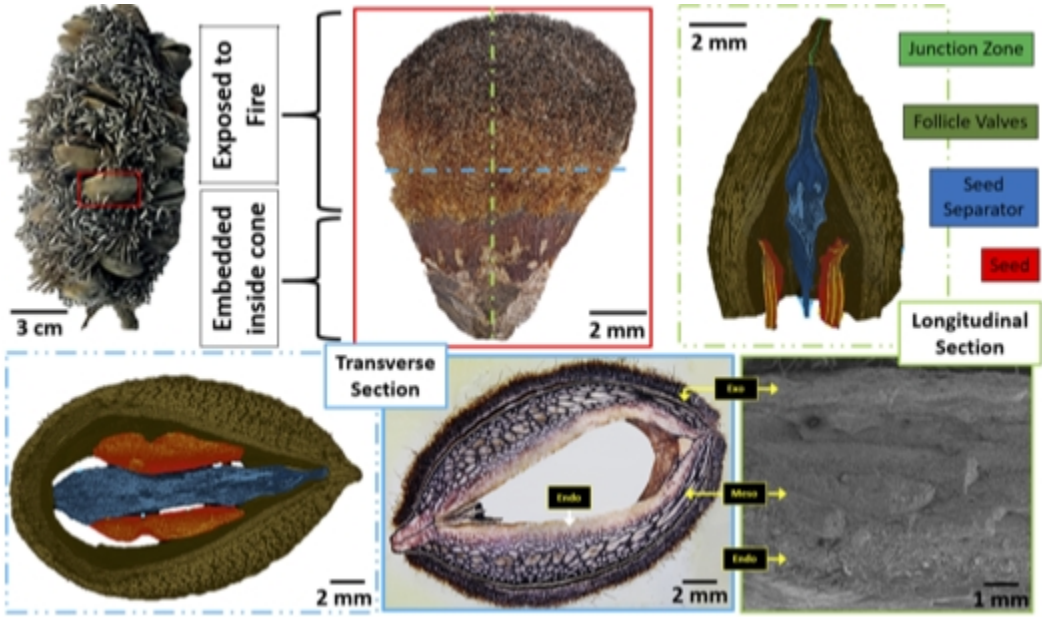 Exposed to
Fire
Embedded
inside cone
3 cm
2 mm
2 mm
Junction Zone
Follicle Valves
Seed
Separator
Seed
Longitudinal
Section
Transverse
Section
2 mm
Exo
Meso
Endo
Endo
2 mm
1 mm